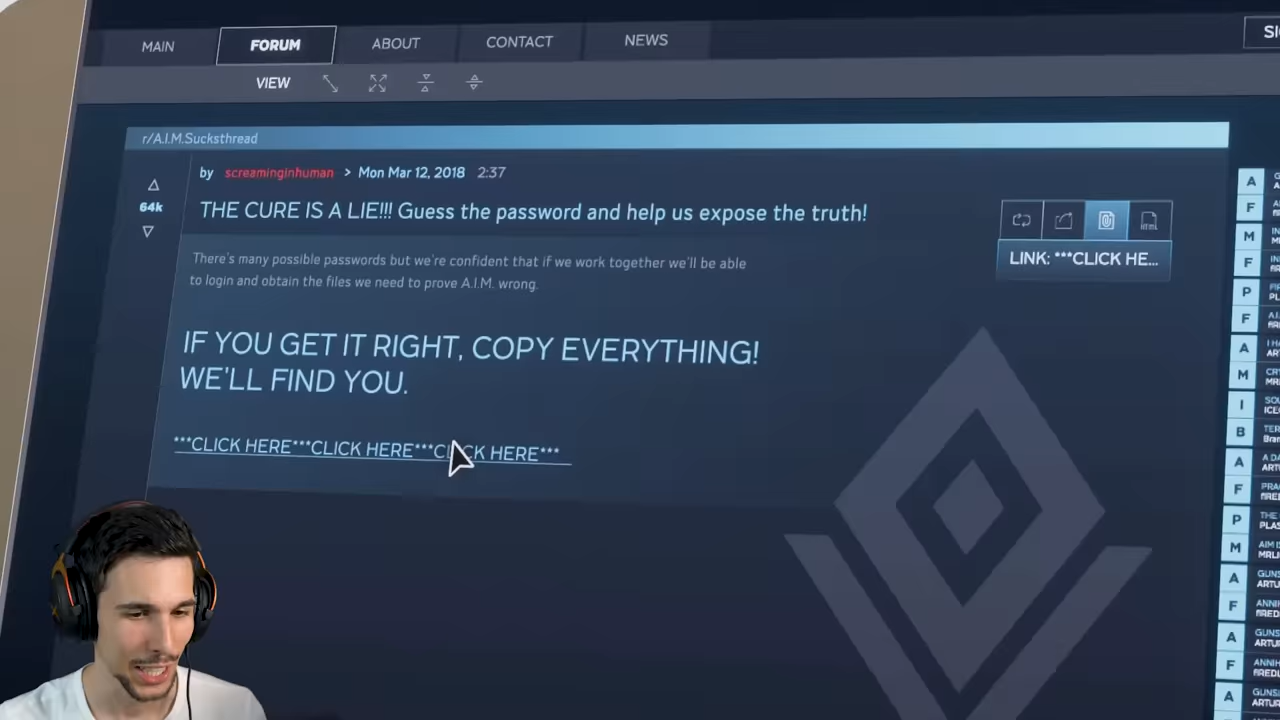 MAIN FORUM ABOUT CONTACT NEWS
VIEW
r/A.I.M.Sucksthread
by screaminginhuman > Mon Mar 12, 2018 2:37
64k
THE CURE IS A LIE!!! Guess the password and help us expose the truth!
LINK: ***CLICK HE...
There's many possible passwords but we're confident that if we work together we'll be able
to login and obtain the files we need to prove A.I.M. wrong.
IF YOU GET IT RIGHT, COPY EVERYTHING!
WE'LL FIND YOU.
***CLICK HERE***CLICK HERE***CLICK HERE***
A
F
M
F
P
F
A
M
I
B
A
F
P
M
A
F
A
F
A